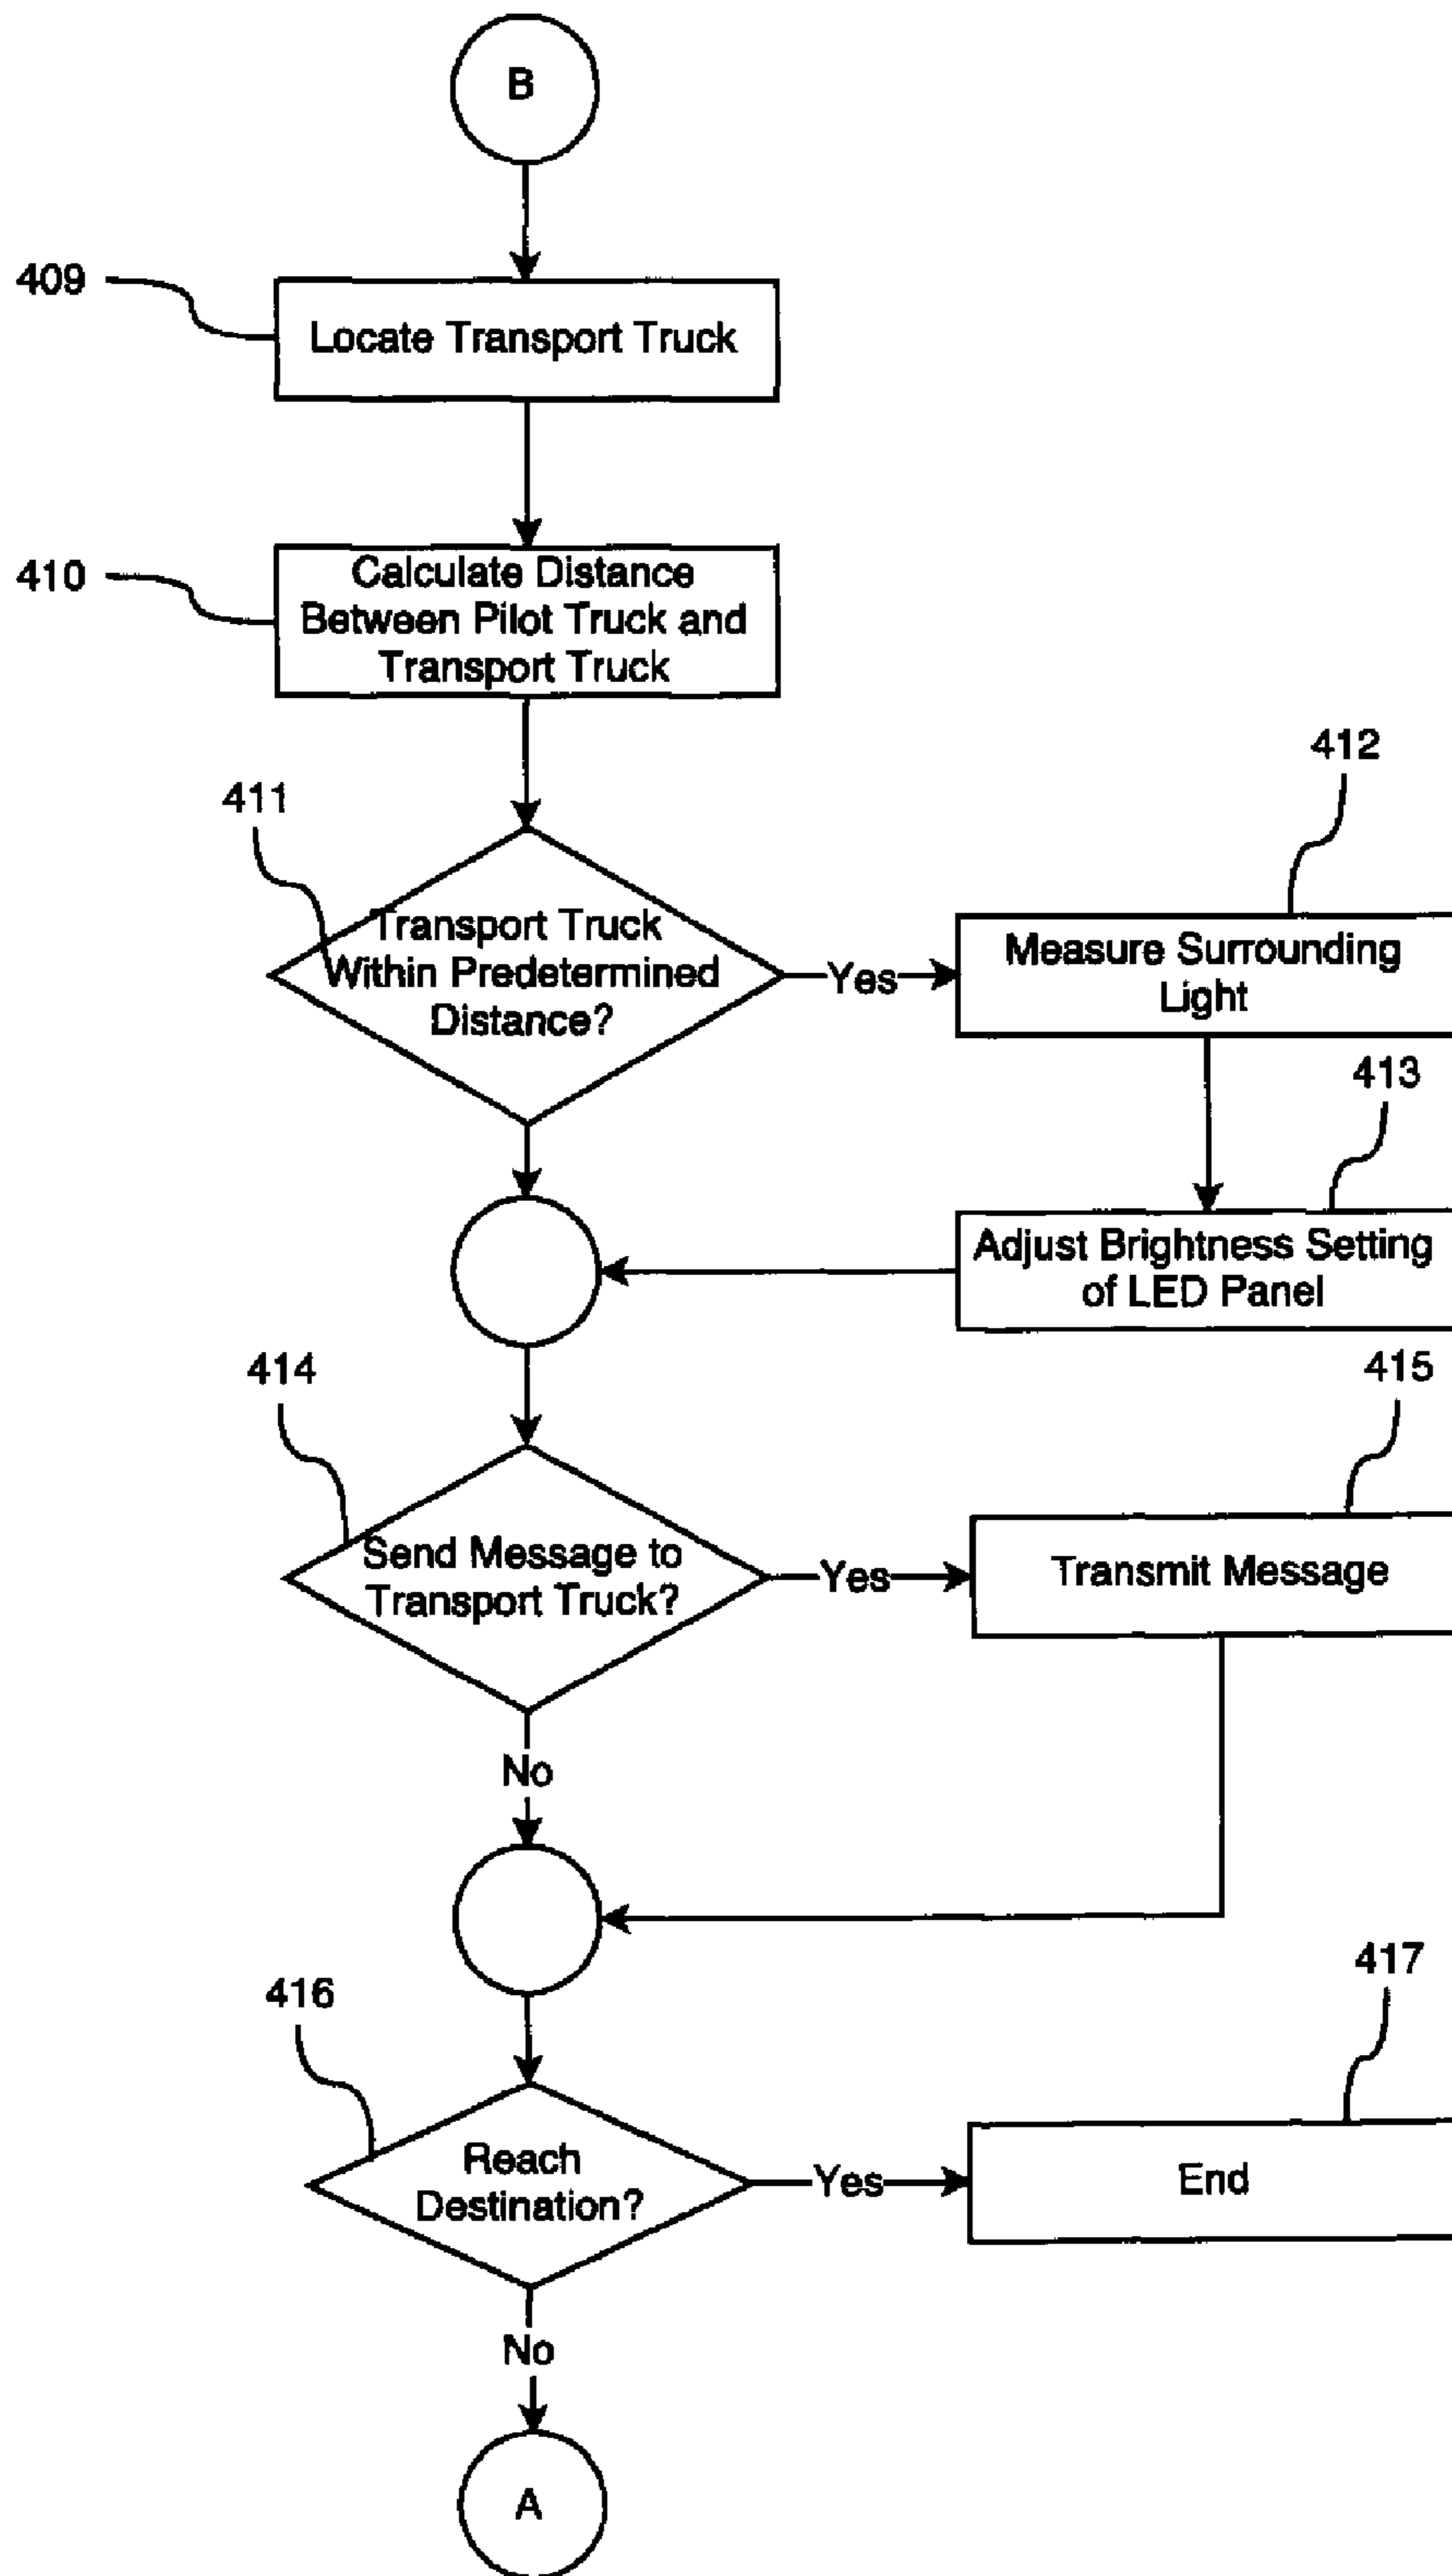 B
409
Locate Transport Truck
410
Calculate Distance
Between Pilot Truck and
Transport Truck
411
Transport Truck
Within Predetermined
Distance?
Yes
412
Measure Surrounding
Light
413
Adjust Brightness Setting
of LED Panel
414
Send Message to
Transport Truck?
Yes
415
Transmit Message
No
416
Reach
Destination?
Yes
417
End
No
A